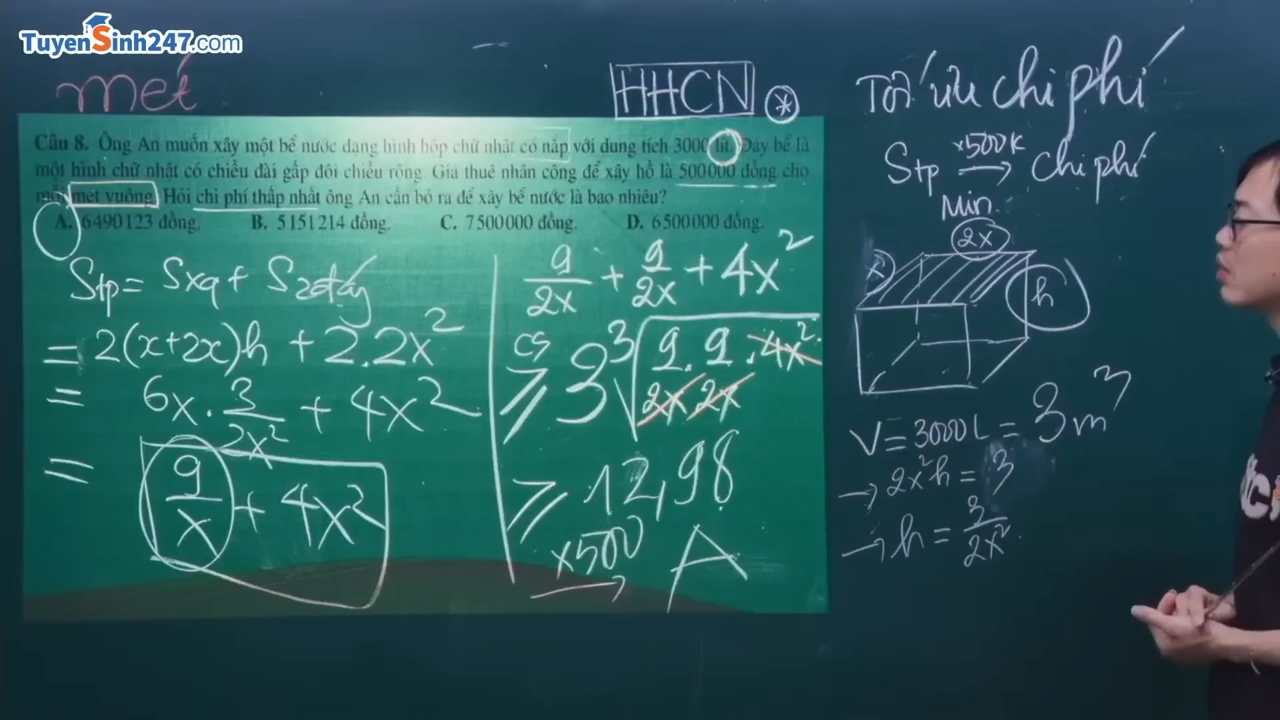 TuyenSinh247.com
mét
HHCN *
Câu 8. Ông An muốn xây một bể nước dạng hình hộp chữ nhật có nắp với dung tích 3000 lít. Đáy bể là
một hình chữ nhật có chiều dài gấp đôi chiều rộng. Giá thuê nhân công để xây hồ là 500000 đồng cho
mỗi mét vuông. Hỏi chi phí thấp nhất ông An cần bỏ ra để xây bể nước là bao nhiêu?
A. 6490123 đồng. B. 5151214 đồng. C. 7500000 đồng. D. 6500000 đồng.
Stp = Sxq + S2đáy
= 2(x+2x)h + 2.2x²
= 6x . 3/2x² + 4x²
= 9/x + 4x²
9/2x + 9/2x + 4x²
CS
≥ 3∛(9/2x . 9/2x . 4x²)
≥ 12,98
x500
→ A
Tối ưu chi phí
x500K
Stp → chi phí
Min
x 2x h
V = 3000L = 3m³
→ 2x²h = 3
→ h = 3/2x²